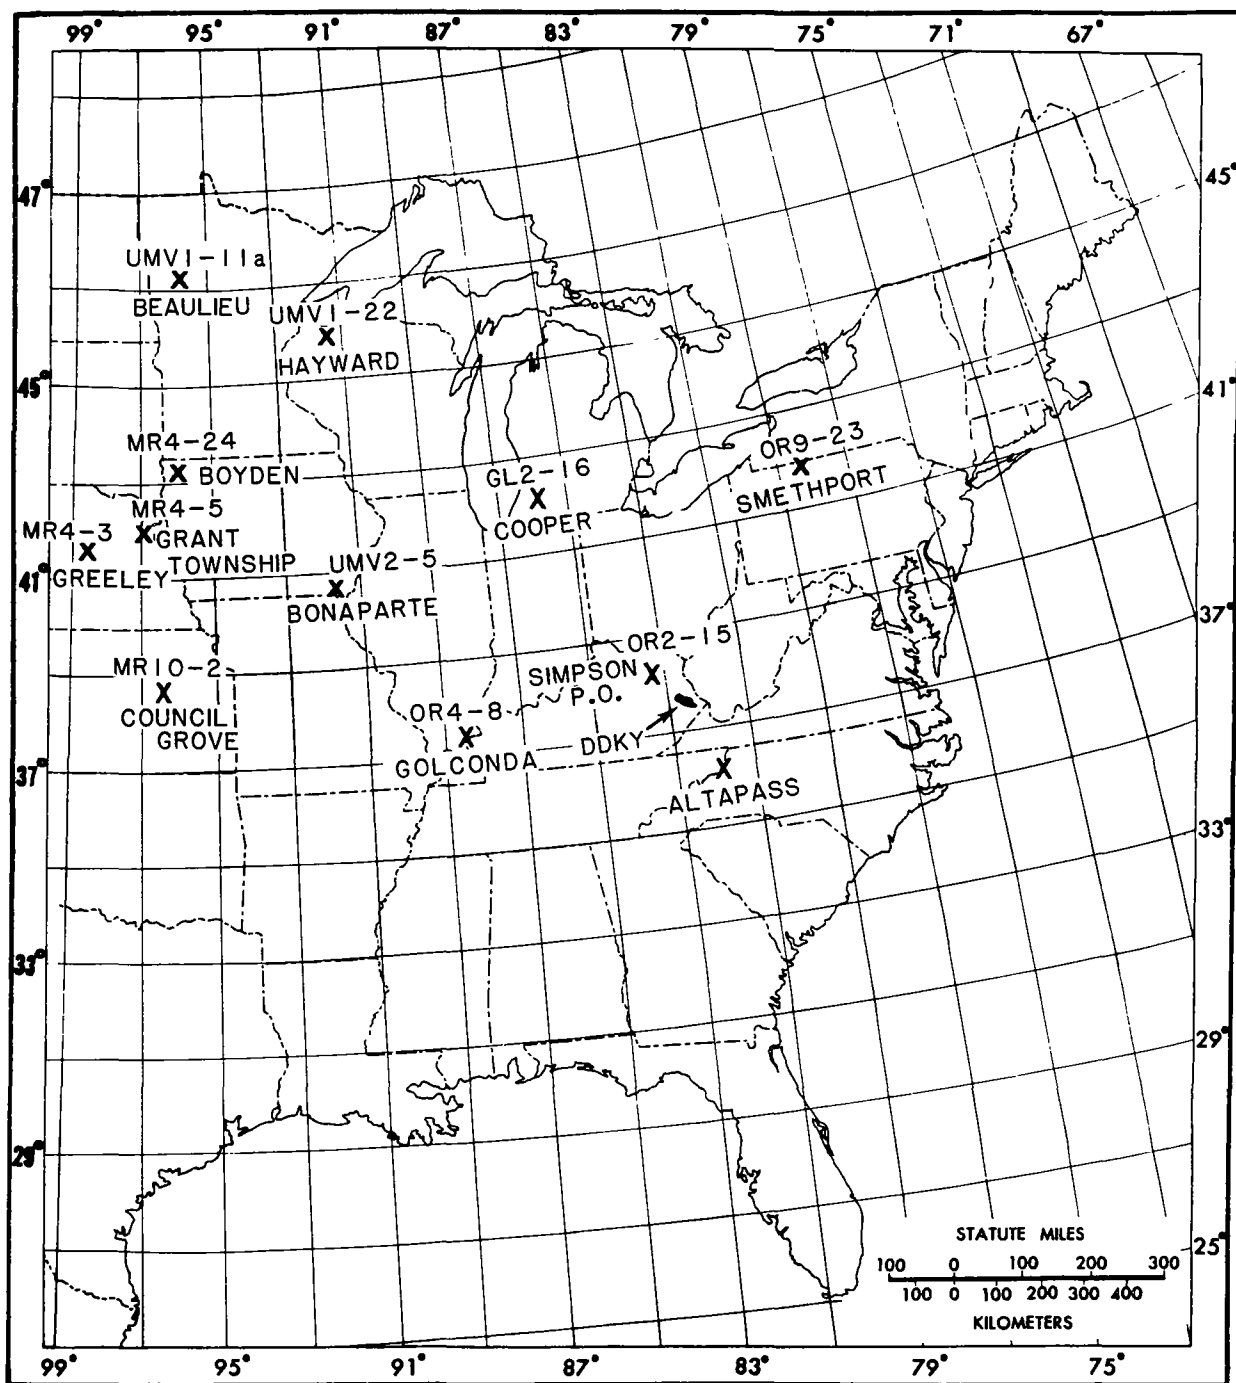 99° 95° 91° 87° 83° 79° 75° 71° 67°
47°
45°
UMV1-11a
BEAULIEU
UMV1-22
HAYWARD
45°
41°
MR4-24
BOYDEN
OR9-23
SMETHPORT
GL2-16
COOPER
MR4-5
GRANT
TOWNSHIP
MR4-3
GREELEY
41°
UMV2-5
BONAPARTE
37°
OR2-15
SIMPSON
P.O.
MR10-2
COUNCIL
GROVE
OR4-8
GOLCONDA
DDKY
37°
ALTAPASS
33°
33°
29°
29°
25°
STATUTE MILES
100 0 100 200 300
100 0 100 200 300 400
KILOMETERS
99° 95° 91° 87° 83° 79° 75°